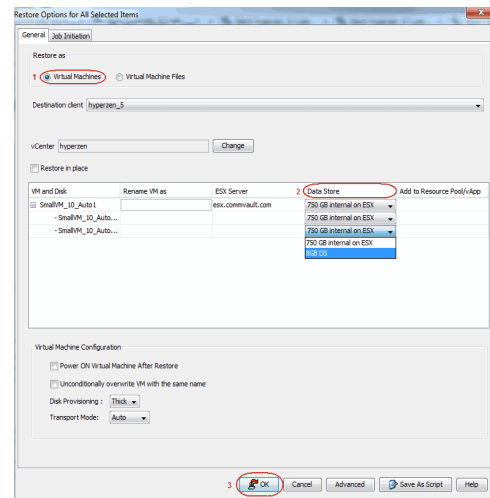 Restore Options for All Selected Items
General Job Initiation
Restore as
1 Virtual Machines Virtual Machine Files
Destination client hyperzen_5
vCenter hyperzen Change
Restore in place
VM and Disk Rename VM as ESX Server 2 Data Store Add to Resource Pool/vApp
SmallVM_10_Auto1 esx.commvault.com 750 GB internal on ESX
-SmallVM_10_Auto... 750 GB internal on ESX
-SmallVM_10_Auto... 750 GB internal on ESX
750 GB internal on ESX
8GB DS
Virtual Machine Configuration
Power ON Virtual Machine After Restore
Unconditionally overwrite VM with the same name
Disk Provisioning : Thick
Transport Mode: Auto
3 OK Cancel Advanced Save As Script Help